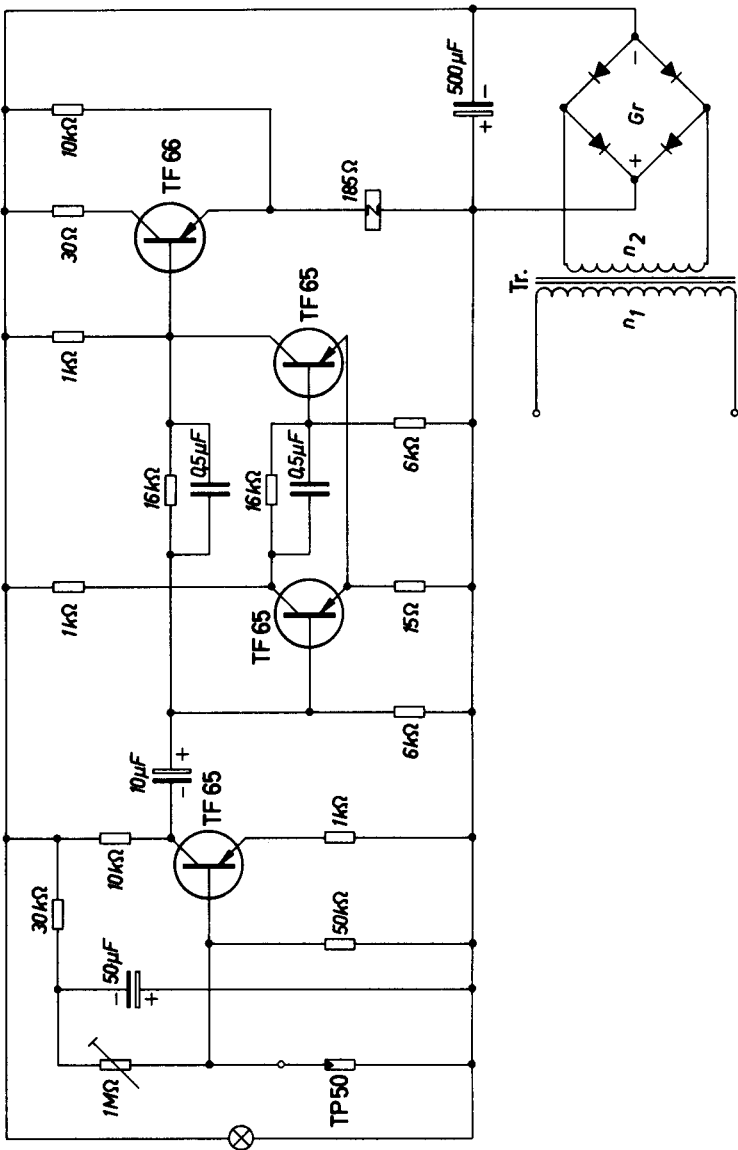 500µF
−
+
Gr
−
+
10kΩ
TF 66
185Ω
30Ω
n2
Tr.
n1
TF 65
1kΩ
16kΩ
0,5µF
16kΩ
0,5µF
6kΩ
1kΩ
TF 65
15Ω
6kΩ
10µF
−
+
TF 65
10kΩ
1kΩ
30kΩ
50kΩ
50µF
−
+
1MΩ
TP50